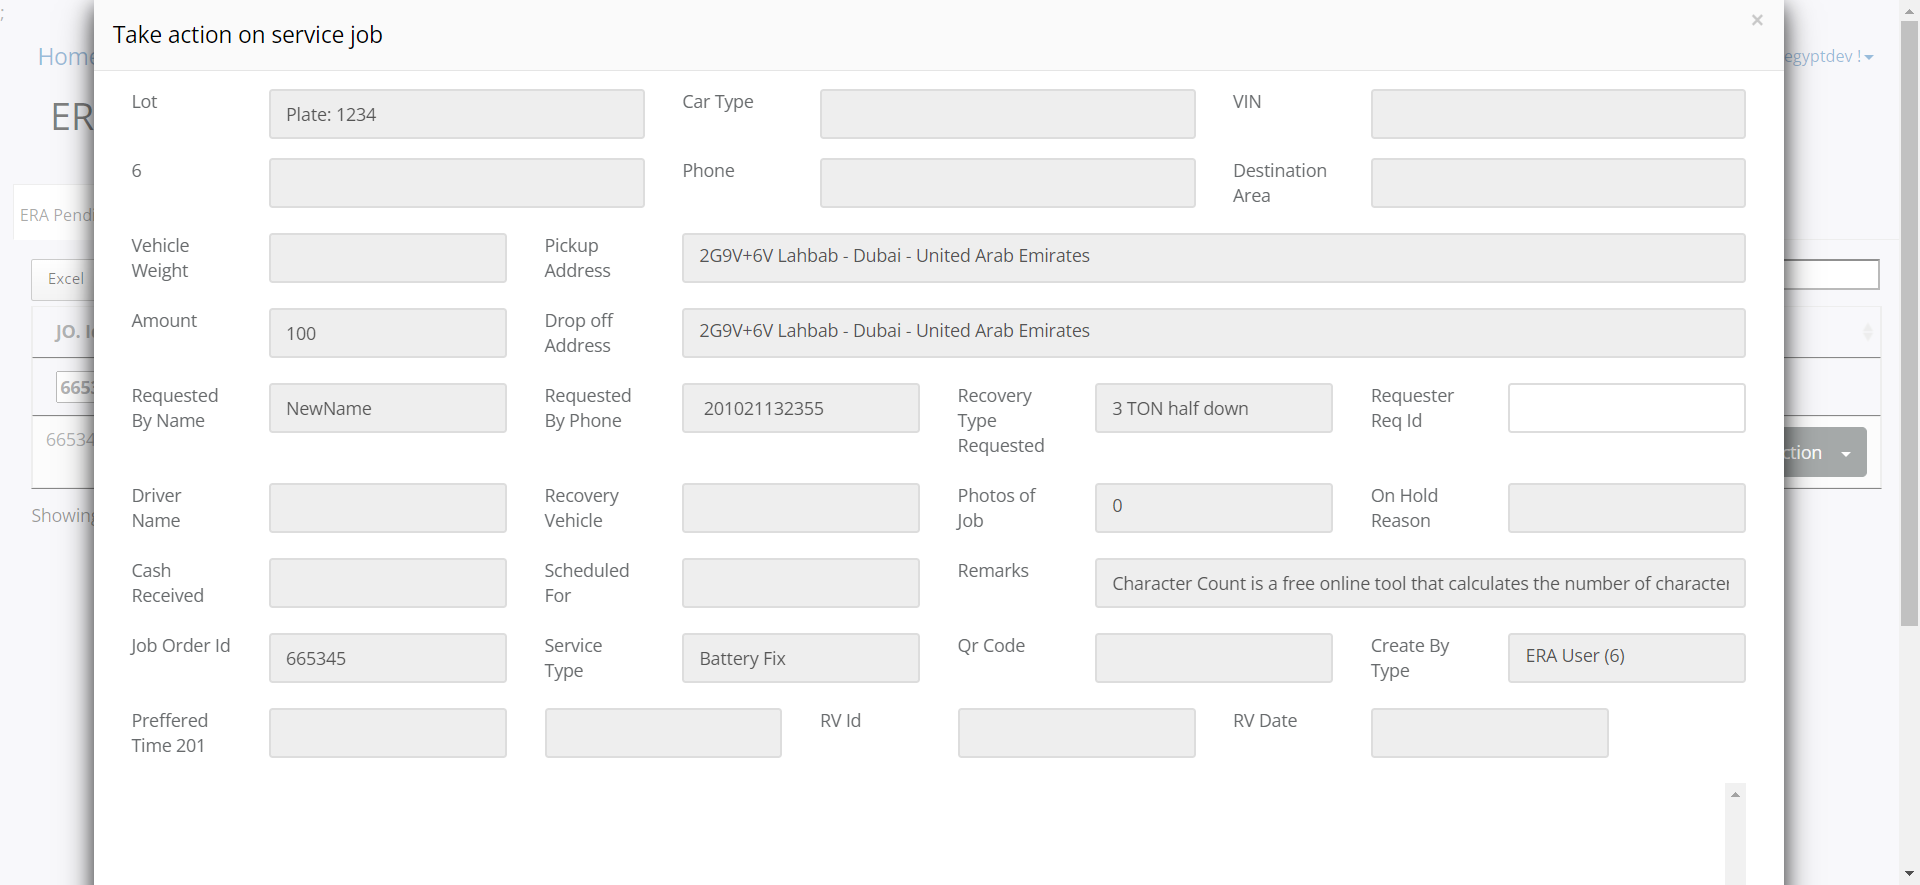 ;
Take action on service job
×
Home
egyptdev !
ER
Lot
Plate: 1234
Car Type
VIN
6
Phone
Destination
Area
ERA Pendi
Vehicle
Weight
Pickup
Address
2G9V+6V Lahbab - Dubai - United Arab Emirates
Excel
Amount
100
Drop off
Address
2G9V+6V Lahbab - Dubai - United Arab Emirates
JO. I
Requested
By Name
NewName
Requested
By Phone
201021132355
Recovery
Type
Requested
3 TON half down
Requester
Req Id
665
66534
ction
Driver
Name
Recovery
Vehicle
Photos of
Job
0
On Hold
Reason
Showing
Cash
Received
Scheduled
For
Remarks
Character Count is a free online tool that calculates the number of character
Job Order Id
665345
Service
Type
Battery Fix
Qr Code
Create By
Type
ERA User (6)
Preffered
Time 201
RV Id
RV Date